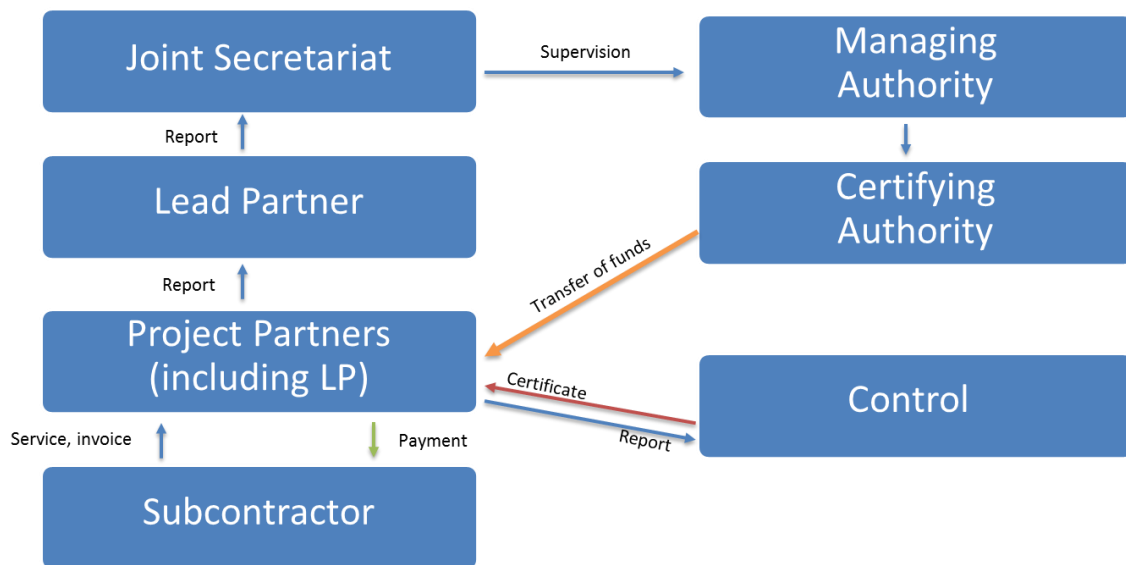 Joint Secretariat
Supervision
Managing
Authority
Report
Lead Partner
Certifying
Authority
Transfer of funds
Report
Project Partners
(including LP)
Certificate
Control
Report
Service, invoice
Payment
Subcontractor